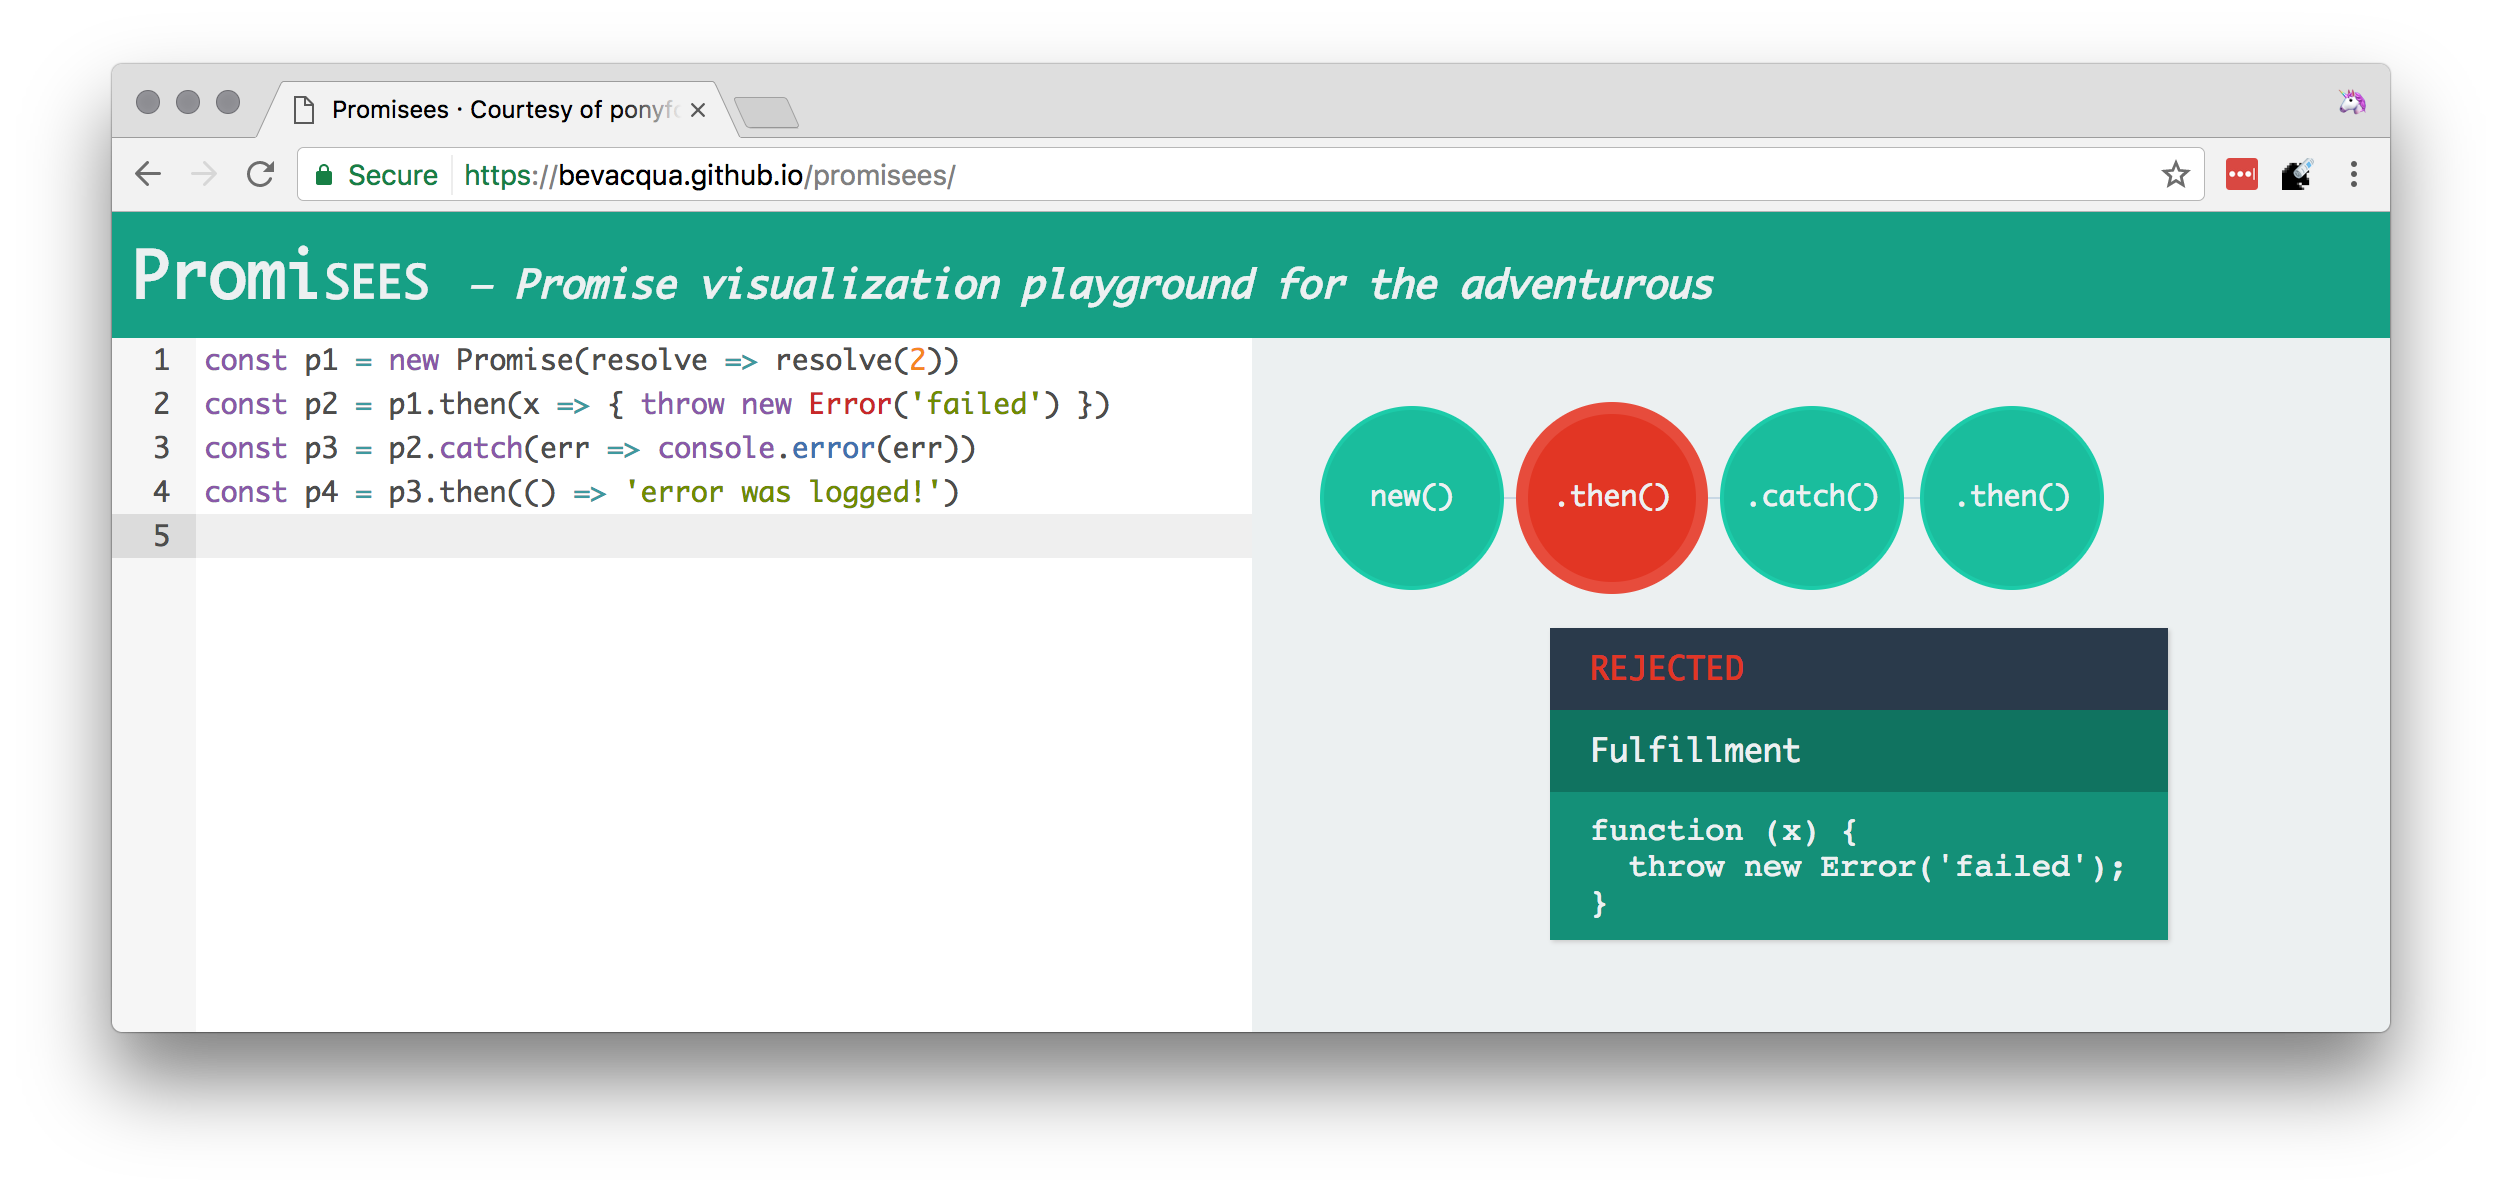 Promisees · Courtesy of ponyf
Secure https://bevacqua.github.io/promisees/
PromiSEES — Promise visualization playground for the adventurous
1 const p1 = new Promise(resolve => resolve(2))
2 const p2 = p1.then(x => { throw new Error('failed') })
3 const p3 = p2.catch(err => console.error(err))
4 const p4 = p3.then(() => 'error was logged!')
5
new() .then() .catch() .then()
REJECTED
Fulfillment
function (x) {
  throw new Error('failed');
}